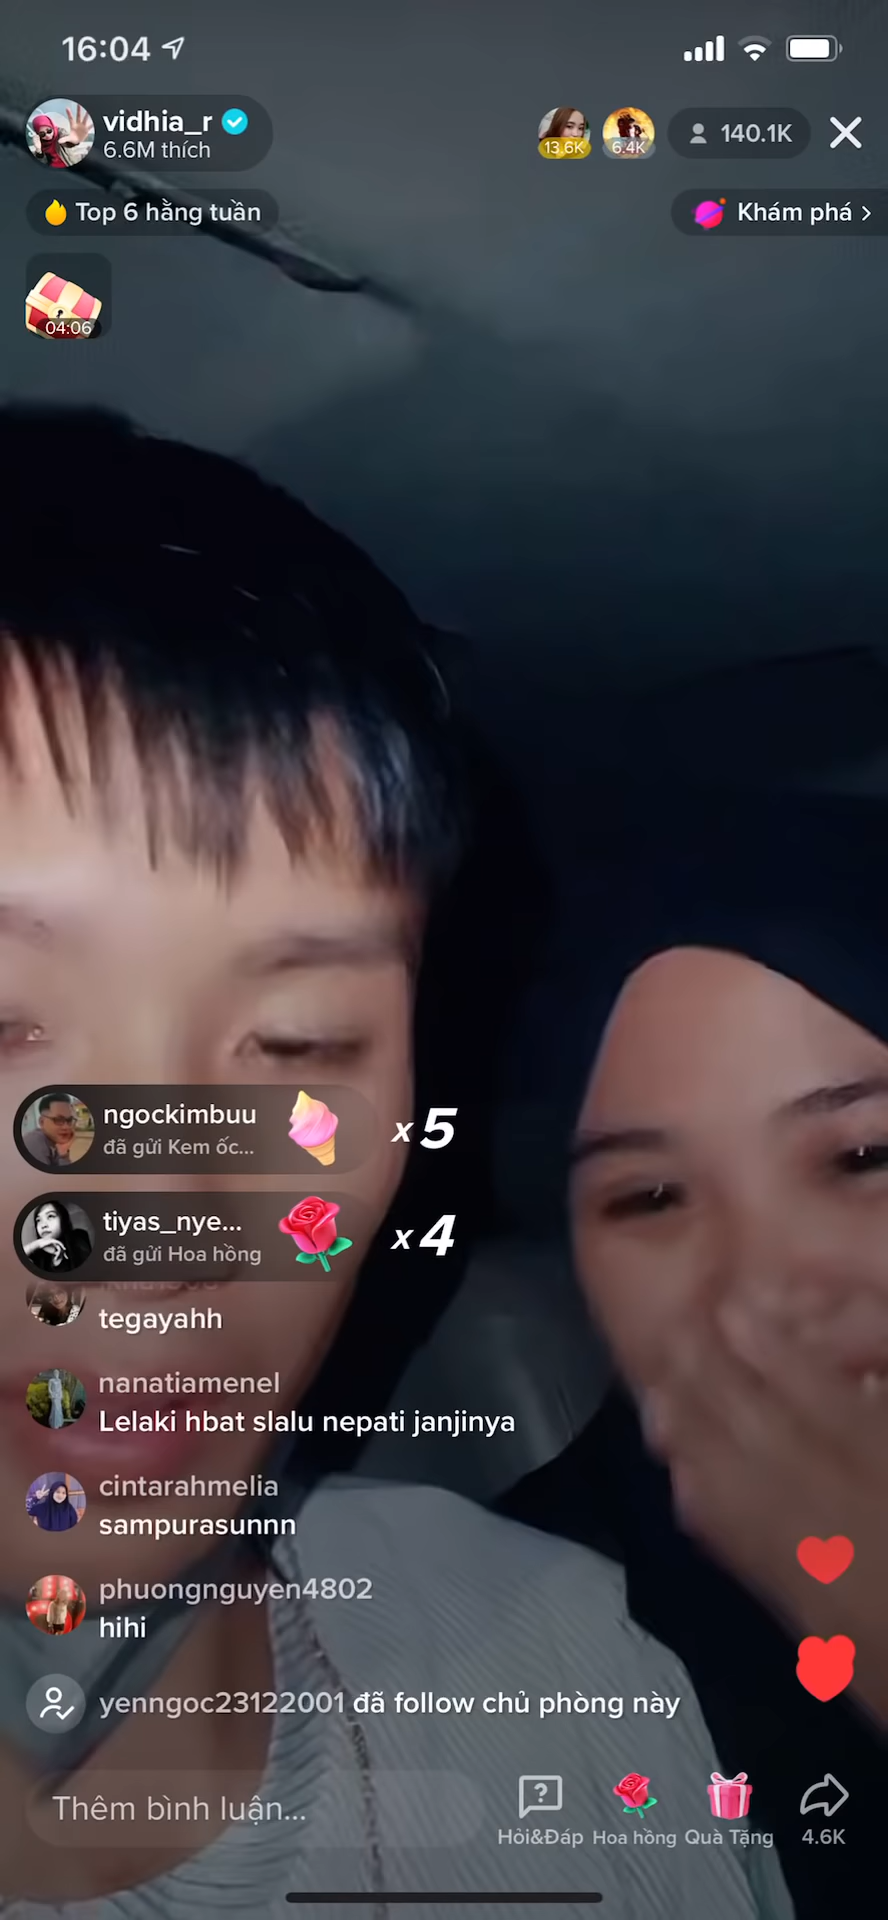 16:04
vidhia_r
6.6M thích
13.6K
6.4K
140.1K
Top 6 hằng tuần
Khám phá
04:06
ngockimbuu
đã gửi Kem ốc...
x5
tiyas_nye...
đã gửi Hoa hồng
x4
tegayahh
nanatiamenel
Lelaki hbat slalu nepati janjinya
cintarahmelia
sampurasunnn
phuongnguyen4802
hihi
yenngoc23122001 đã follow chủ phòng này
Thêm bình luận...
Hỏi&Đáp
Hoa hồng
Quà Tặng
4.6K